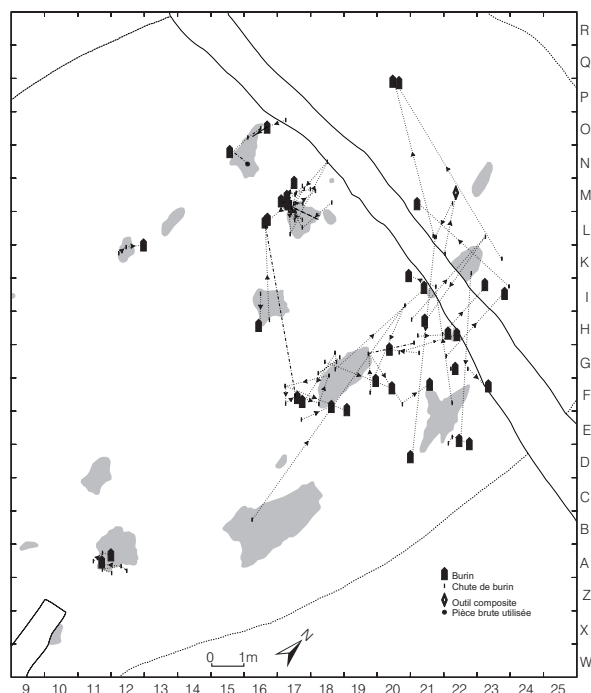 R
Q
P
O
N
M
L
K
I
H
G
F
E
D
C
B
A
Z
X
W
Burin
Chute de burin
Outil composite
Pièce brute utilisée
N
0 1m
9 10 11 12 13 14 15 16 17 18 19 20 21 22 23 24 25